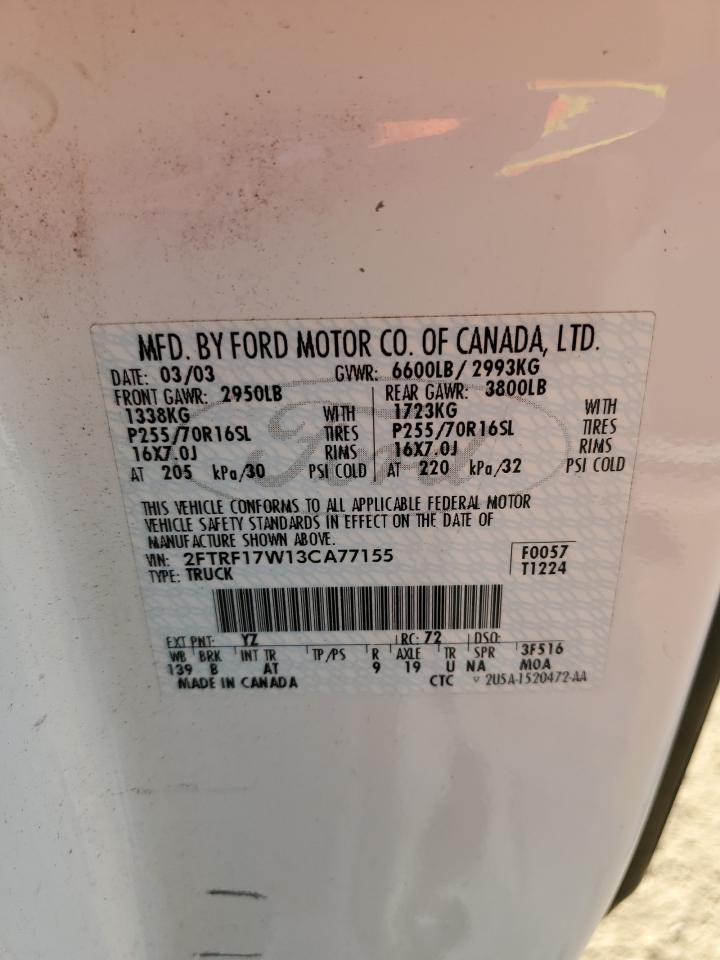 MFD. BY FORD MOTOR CO. OF CANADA, LTD.
DATE: 03/03 GVWR: 6600LB/ 2993KG
FRONT GAWR: 2950LB REAR GAWR: 3800LB
1338KG WITH 1723KG WITH
P255/70R16SL TIRES P255/70R16SL TIRES
16X7.0J RIMS 16X7.0J RIMS
AT 205 kPa/30 PSI COLD AT 220 kPa/32 PSI COLD
Ford
THIS VEHICLE CONFORMS TO ALL APPLICABLE FEDERAL MOTOR
VEHICLE SAFETY STANDARDS IN EFFECT ON THE DATE OF
MANUFACTURE SHOWN ABOVE.
VIN: 2FTRF17W13CA77155 F0057
TYPE: TRUCK T1224
EXT PNT: YZ RC: 72 DSO:
WB BRK INT TR TP/PS R AXLE TR SPR 3F516
139 B AT 9 19 U NA MOA
MADE IN CANADA CTC 2U5A-1520472-AA